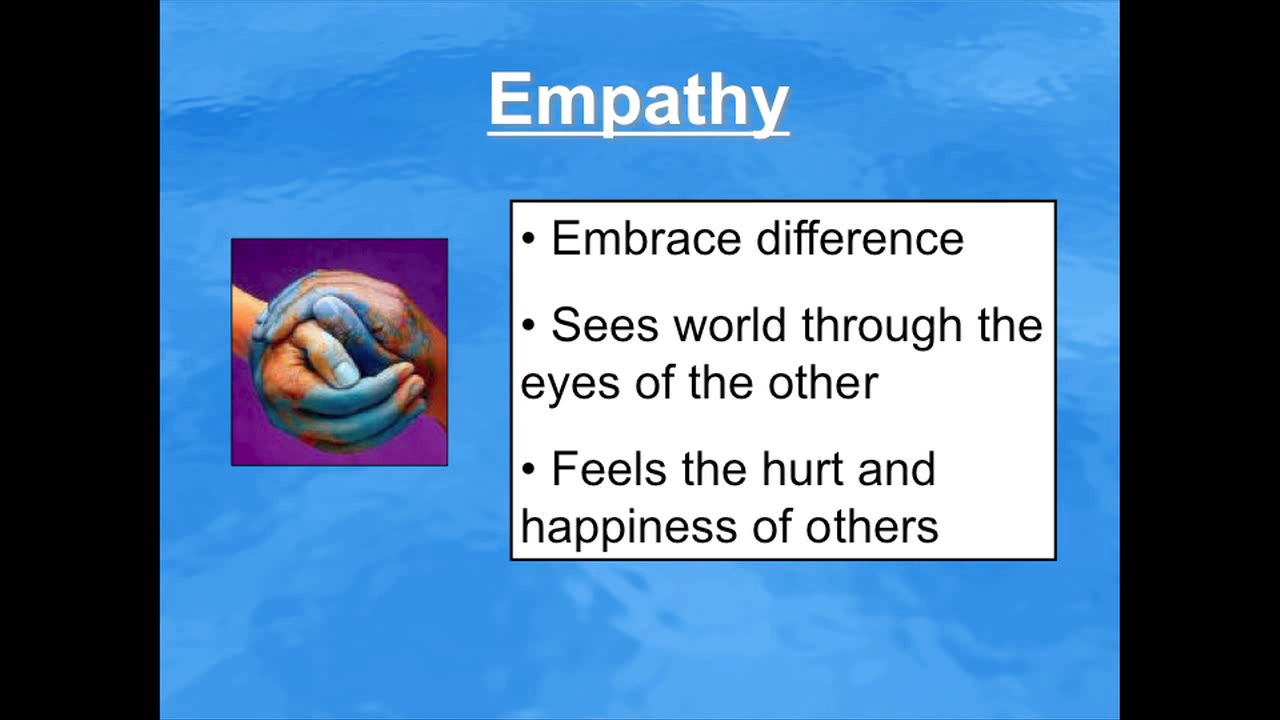 Empathy
• Embrace difference
• Sees world through the
eyes of the other
• Feels the hurt and
happiness of others